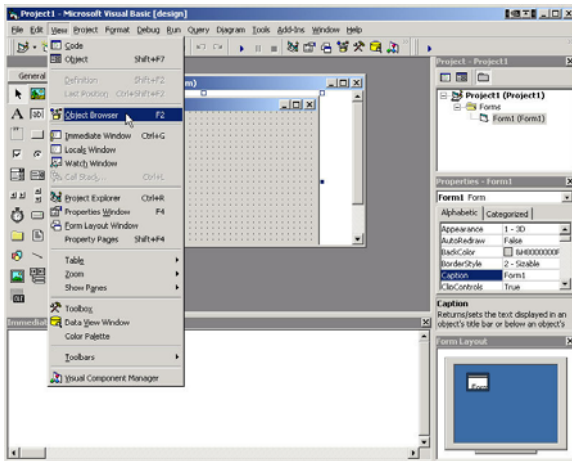 Project1 - Microsoft Visual Basic [design]
File Edit View Project Format Debug Run Query Diagram Tools Add-Ins Window Help
General
Code
Object Shift+F7
Definition Shift+F2
Last Position Ctrl+Shift+F2
Object Browser F2
Immediate Window Ctrl+G
Locals Window
Watch Window
Call Stack... Ctrl+L
Project Explorer Ctrl+R
Properties Window F4
Form Layout Window
Property Pages Shift+F4
Table
Zoom
Show Panes
Toolbox
Data View Window
Color Palette
Toolbars
Visual Component Manager
Project - Project1
Project1 (Project1)
Forms
Form1 (Form1)
Properties - Form1
Form1 Form
Alphabetic Categorized
Appearance 1 - 3D
AutoRedraw False
BackColor &H8000000F
BorderStyle 2 - Sizable
Caption Form1
ClipControls True
Caption
Returns/sets the text displayed in an
object's title bar or below an object's
Form Layout